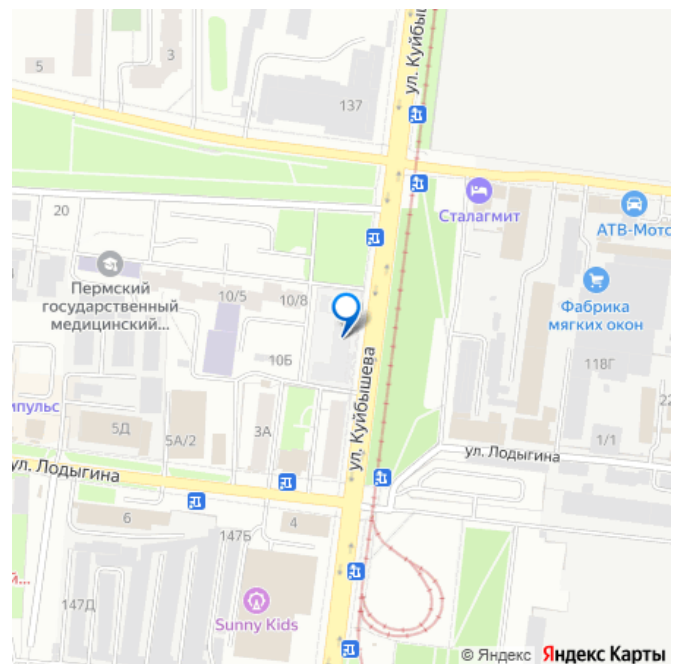 ул. Куйбыш
5
3
137
20
Сталагмит
АТВ-Мото
Пермский
государственный
медицинский...
10/5
10/8
Фабрика
мягких окон
10Б
118Г
ул. Куйбышева
ипульс
5Д
5А/2
3А
22
1/1
ул. Лодыгина
ул. Лодыгина
6
4
147Б
й...
147Д
Sunny Kids
© Яндекс Яндекс Карты